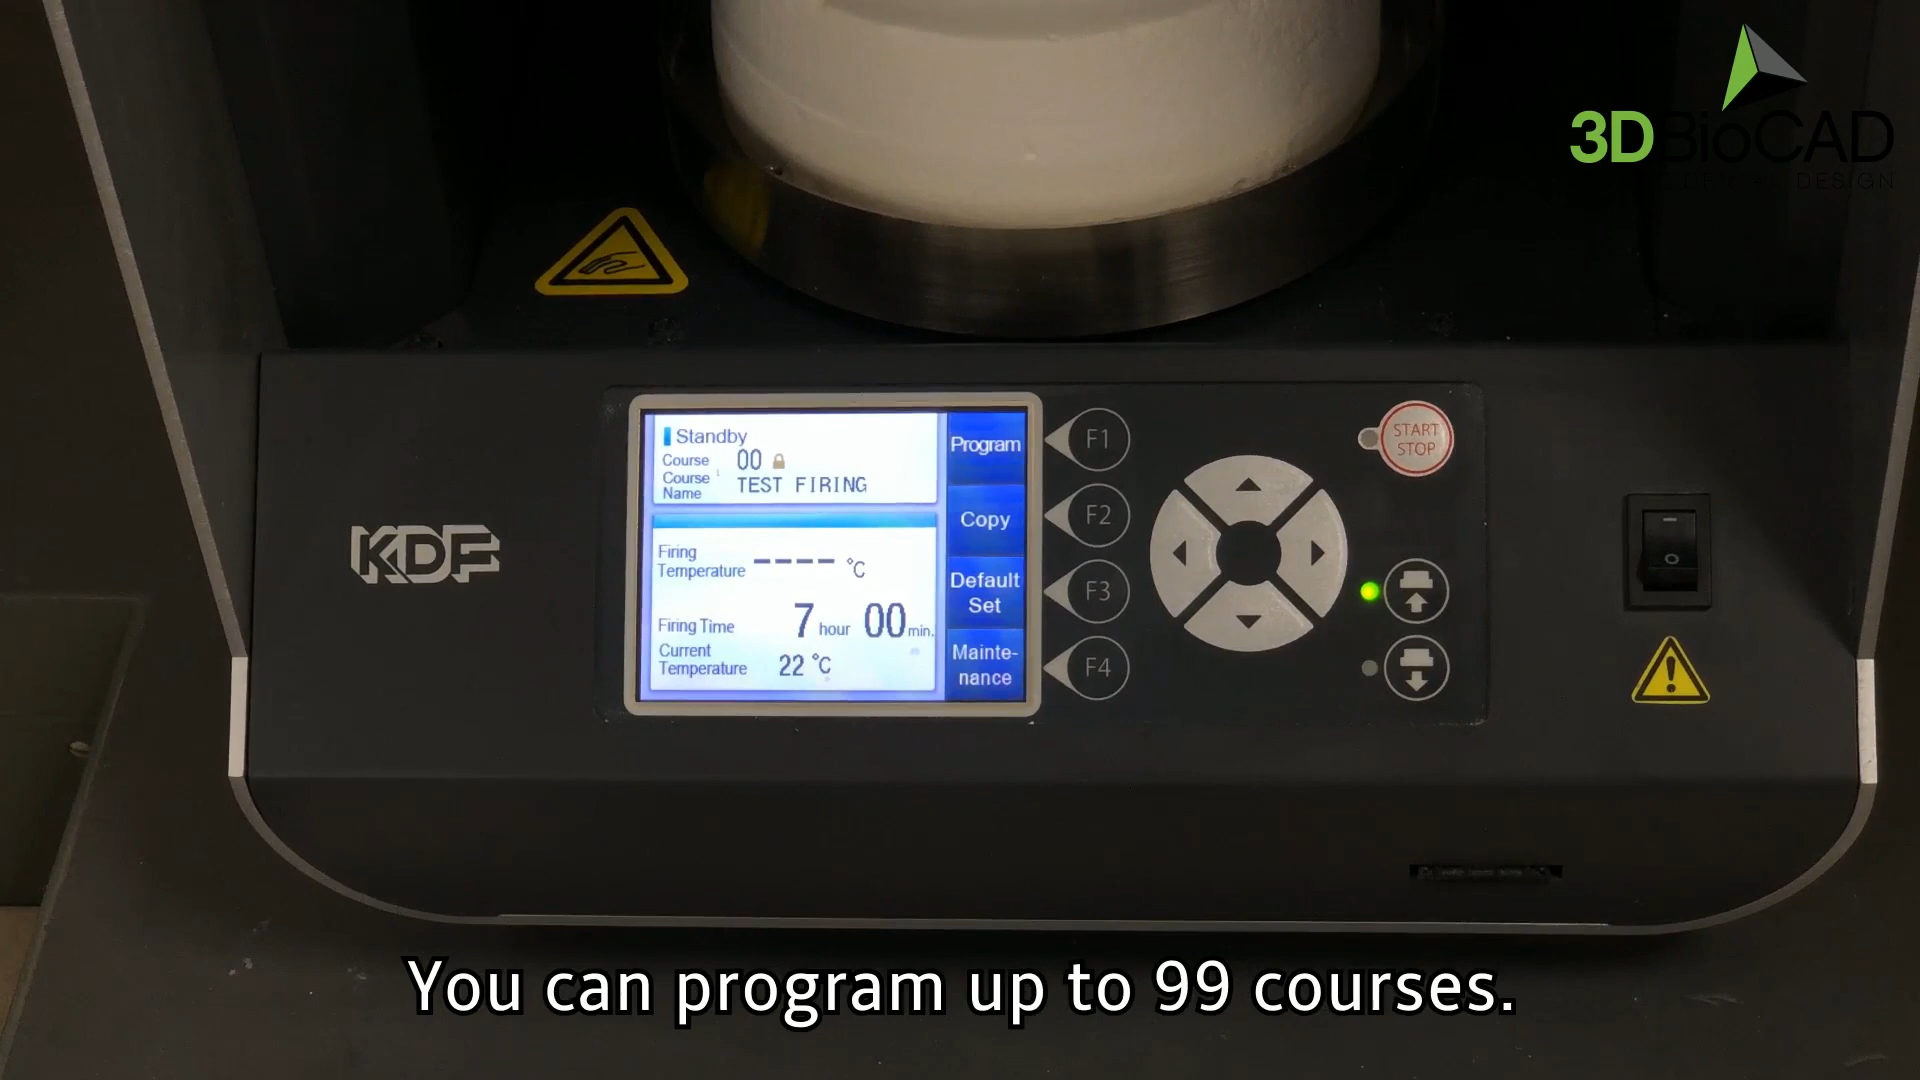 3DBioCAD
DESIGN
Standby
Course 00
Course Name TEST FIRING
Firing Temperature ---- °C
Firing Time 7 hour 00 min.
Current Temperature 22 °C
Program
Copy
Default
Set
Mainte-
nance
F1
F2
F3
F4
START
STOP
KDF
You can program up to 99 courses.